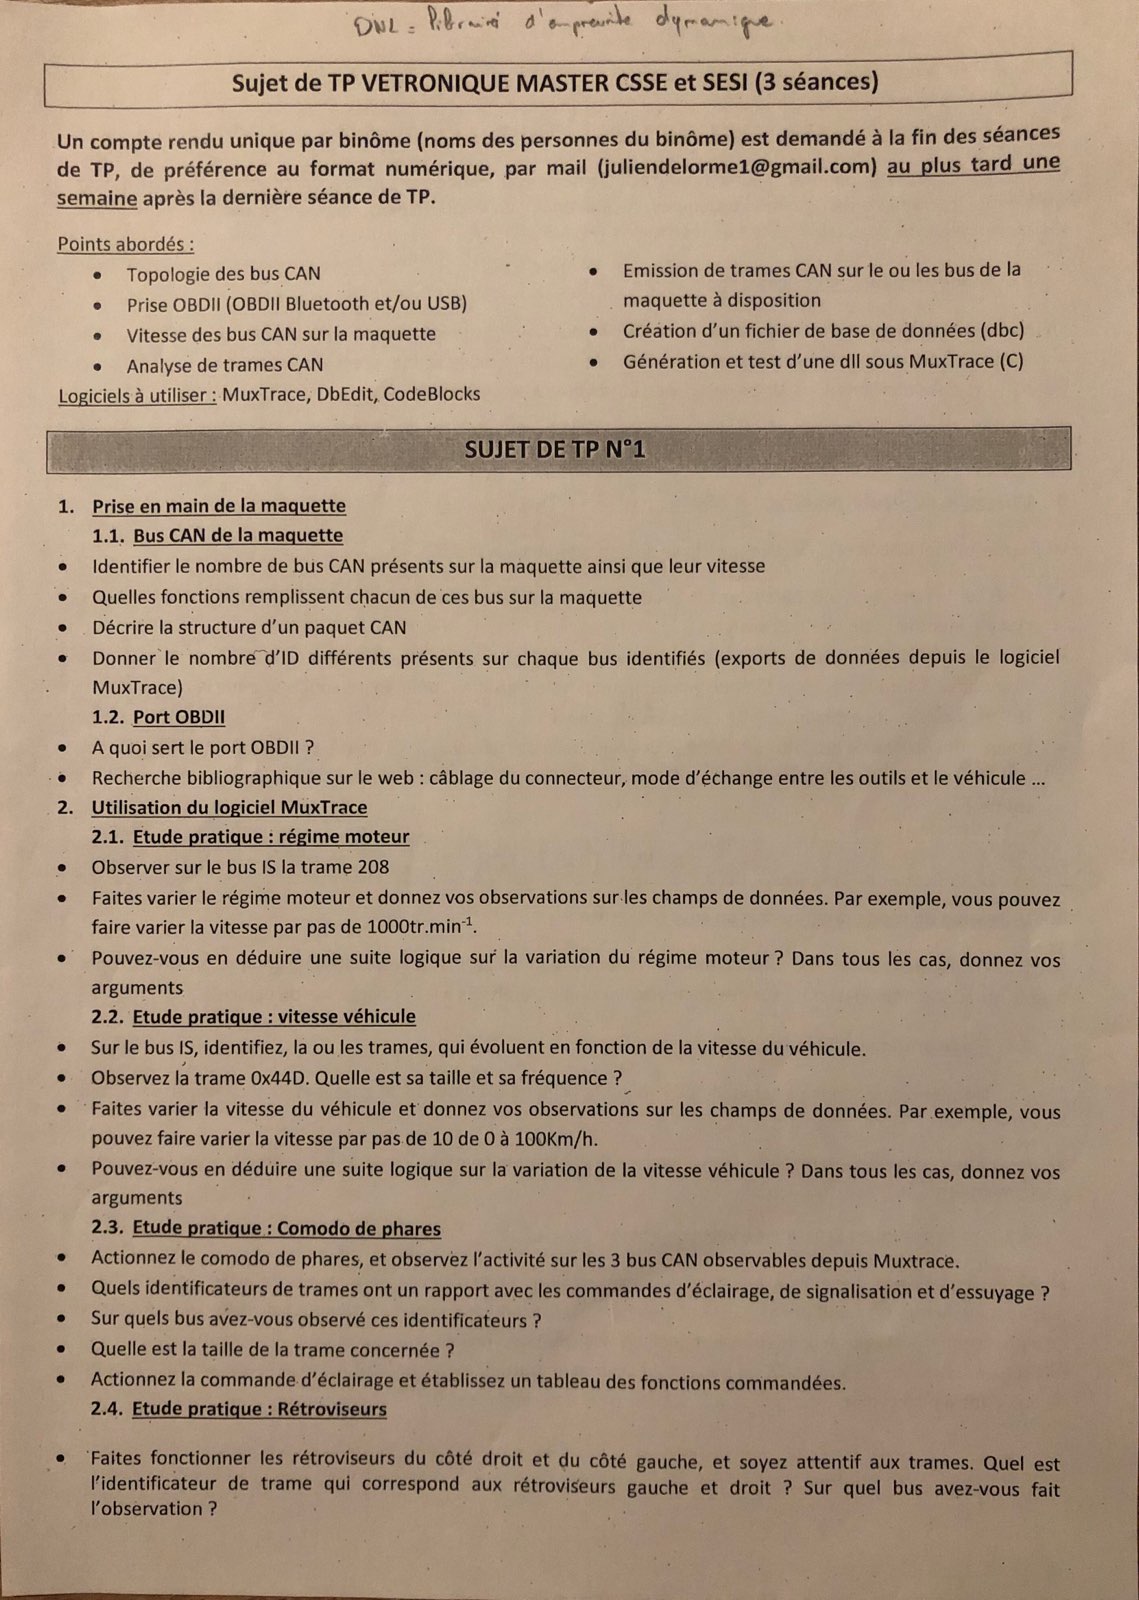 DNL = librairie d'empreinte dynamique.
Sujet de TP VETRONIQUE MASTER CSSE et SESI (3 séances)
Un compte rendu unique par binôme (noms des personnes du binôme) est demandé à la fin des séances
de TP, de préférence au format numérique, par mail (juliendelorme1@gmail.com) au plus tard une
semaine après la dernière séance de TP.
Points abordés :
• Topologie des bus CAN
• Prise OBDII (OBDII Bluetooth et/ou USB)
• Vitesse des bus CAN sur la maquette
• Analyse de trames CAN
• Emission de trames CAN sur le ou les bus de la
maquette à disposition
• Création d'un fichier de base de données (dbc)
• Génération et test d'une dll sous MuxTrace (C)
Logiciels à utiliser : MuxTrace, DbEdit, CodeBlocks
SUJET DE TP N°1
1. Prise en main de la maquette
1.1. Bus CAN de la maquette
• Identifier le nombre de bus CAN présents sur la maquette ainsi que leur vitesse
• Quelles fonctions remplissent chacun de ces bus sur la maquette
• Décrire la structure d'un paquet CAN
• Donner le nombre d'ID différents présents sur chaque bus identifiés (exports de données depuis le logiciel
MuxTrace)
1.2. Port OBDII
• A quoi sert le port OBDII ?
• Recherche bibliographique sur le web : câblage du connecteur, mode d'échange entre les outils et le véhicule ...
2. Utilisation du logiciel MuxTrace
2.1. Etude pratique : régime moteur
• Observer sur le bus IS la trame 208
• Faites varier le régime moteur et donnez vos observations sur les champs de données. Par exemple, vous pouvez
faire varier la vitesse par pas de 1000tr.min-1.
• Pouvez-vous en déduire une suite logique sur la variation du régime moteur ? Dans tous les cas, donnez vos
arguments
2.2. Etude pratique : vitesse véhicule
• Sur le bus IS, identifiez, la ou les trames, qui évoluent en fonction de la vitesse du véhicule.
• Observez la trame 0x44D. Quelle est sa taille et sa fréquence ?
• Faites varier la vitesse du véhicule et donnez vos observations sur les champs de données. Par exemple, vous
pouvez faire varier la vitesse par pas de 10 de 0 à 100Km/h.
• Pouvez-vous en déduire une suite logique sur la variation de la vitesse véhicule ? Dans tous les cas, donnez vos
arguments
2.3. Etude pratique : Comodo de phares
• Actionnez le comodo de phares, et observez l'activité sur les 3 bus CAN observables depuis Muxtrace.
• Quels identificateurs de trames ont un rapport avec les commandes d'éclairage, de signalisation et d'essuyage ?
• Sur quels bus avez-vous observé ces identificateurs ?
• Quelle est la taille de la trame concernée ?
• Actionnez la commande d'éclairage et établissez un tableau des fonctions commandées.
2.4. Etude pratique : Rétroviseurs
• Faites fonctionner les rétroviseurs du côté droit et du côté gauche, et soyez attentif aux trames. Quel est
l'identificateur de trame qui correspond aux rétroviseurs gauche et droit ? Sur quel bus avez-vous fait
l'observation ?